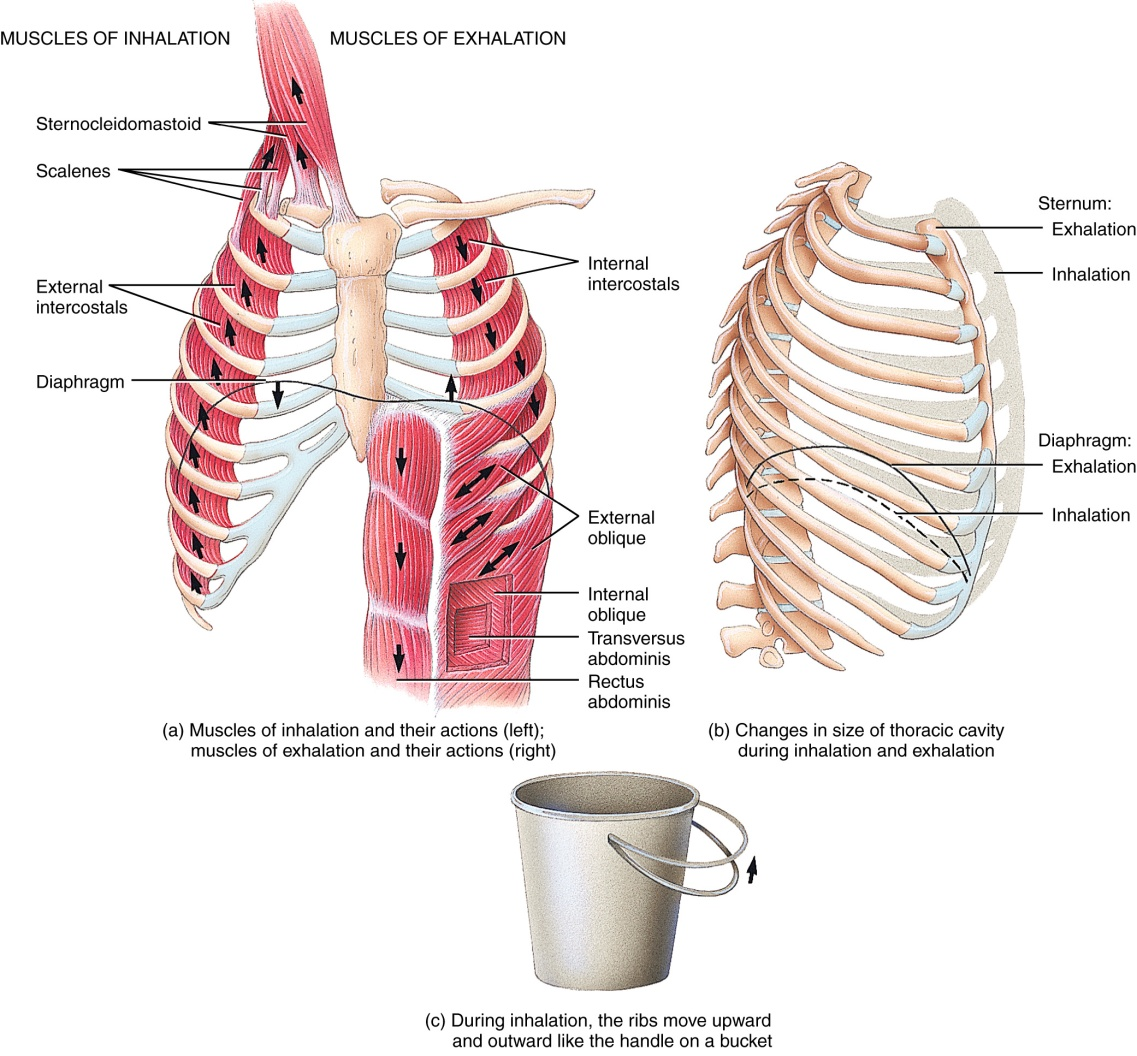 MUSCLES OF INHALATION
MUSCLES OF EXHALATION
Sternocleidomastoid
Scalenes
External
intercostals
Diaphragm
Internal
intercostals
External
oblique
Internal
oblique
Transversus
abdominis
Rectus
abdominis
(a) Muscles of inhalation and their actions (left);
muscles of exhalation and their actions (right)
Sternum:
Exhalation
Inhalation
Diaphragm:
Exhalation
Inhalation
(b) Changes in size of thoracic cavity
during inhalation and exhalation
(c) During inhalation, the ribs move upward
and outward like the handle on a bucket